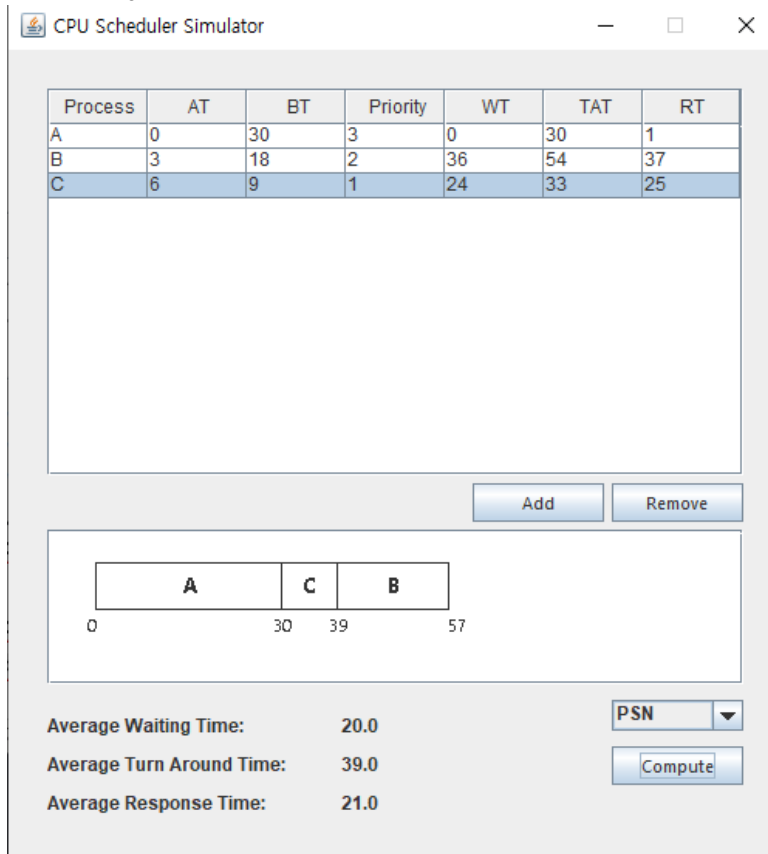 CPU Scheduler Simulator
Process AT BT Priority WT TAT RT
A 0 30 3 0 30 1
B 3 18 2 36 54 37
C 6 9 1 24 33 25
Add Remove
A C B
0 30 39 57
Average Waiting Time: 20.0 PSN
Average Turn Around Time: 39.0 Compute
Average Response Time: 21.0